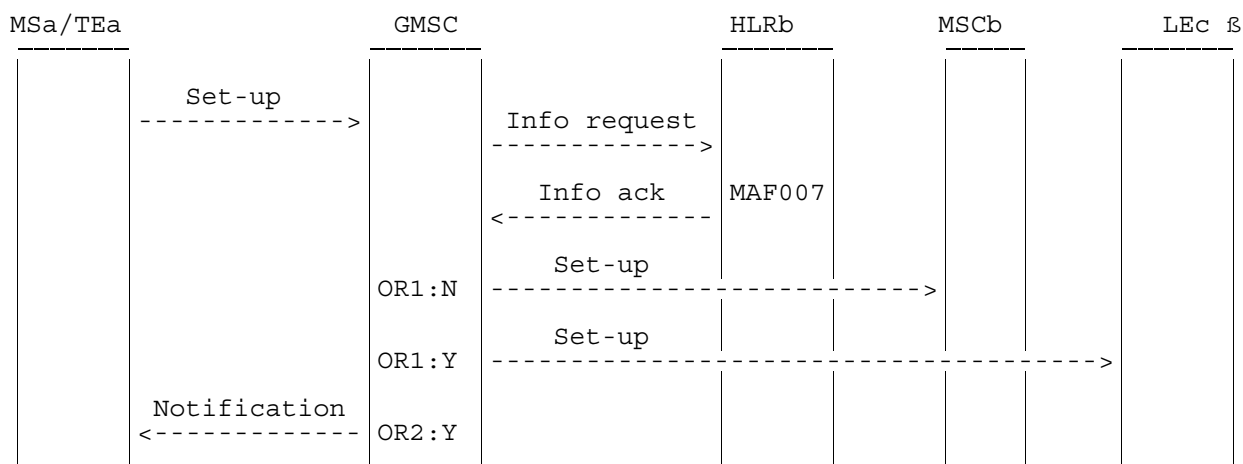 MSa/TEa GMSC HLRb MSCb LEc ß
Set-up
------------->
Info request
------------->
Info ack MAF007
<-------------
Set-up
OR1:N ---------------------------->
Set-up
OR1:Y -------------------------------------->
Notification
<------------- OR2:Y